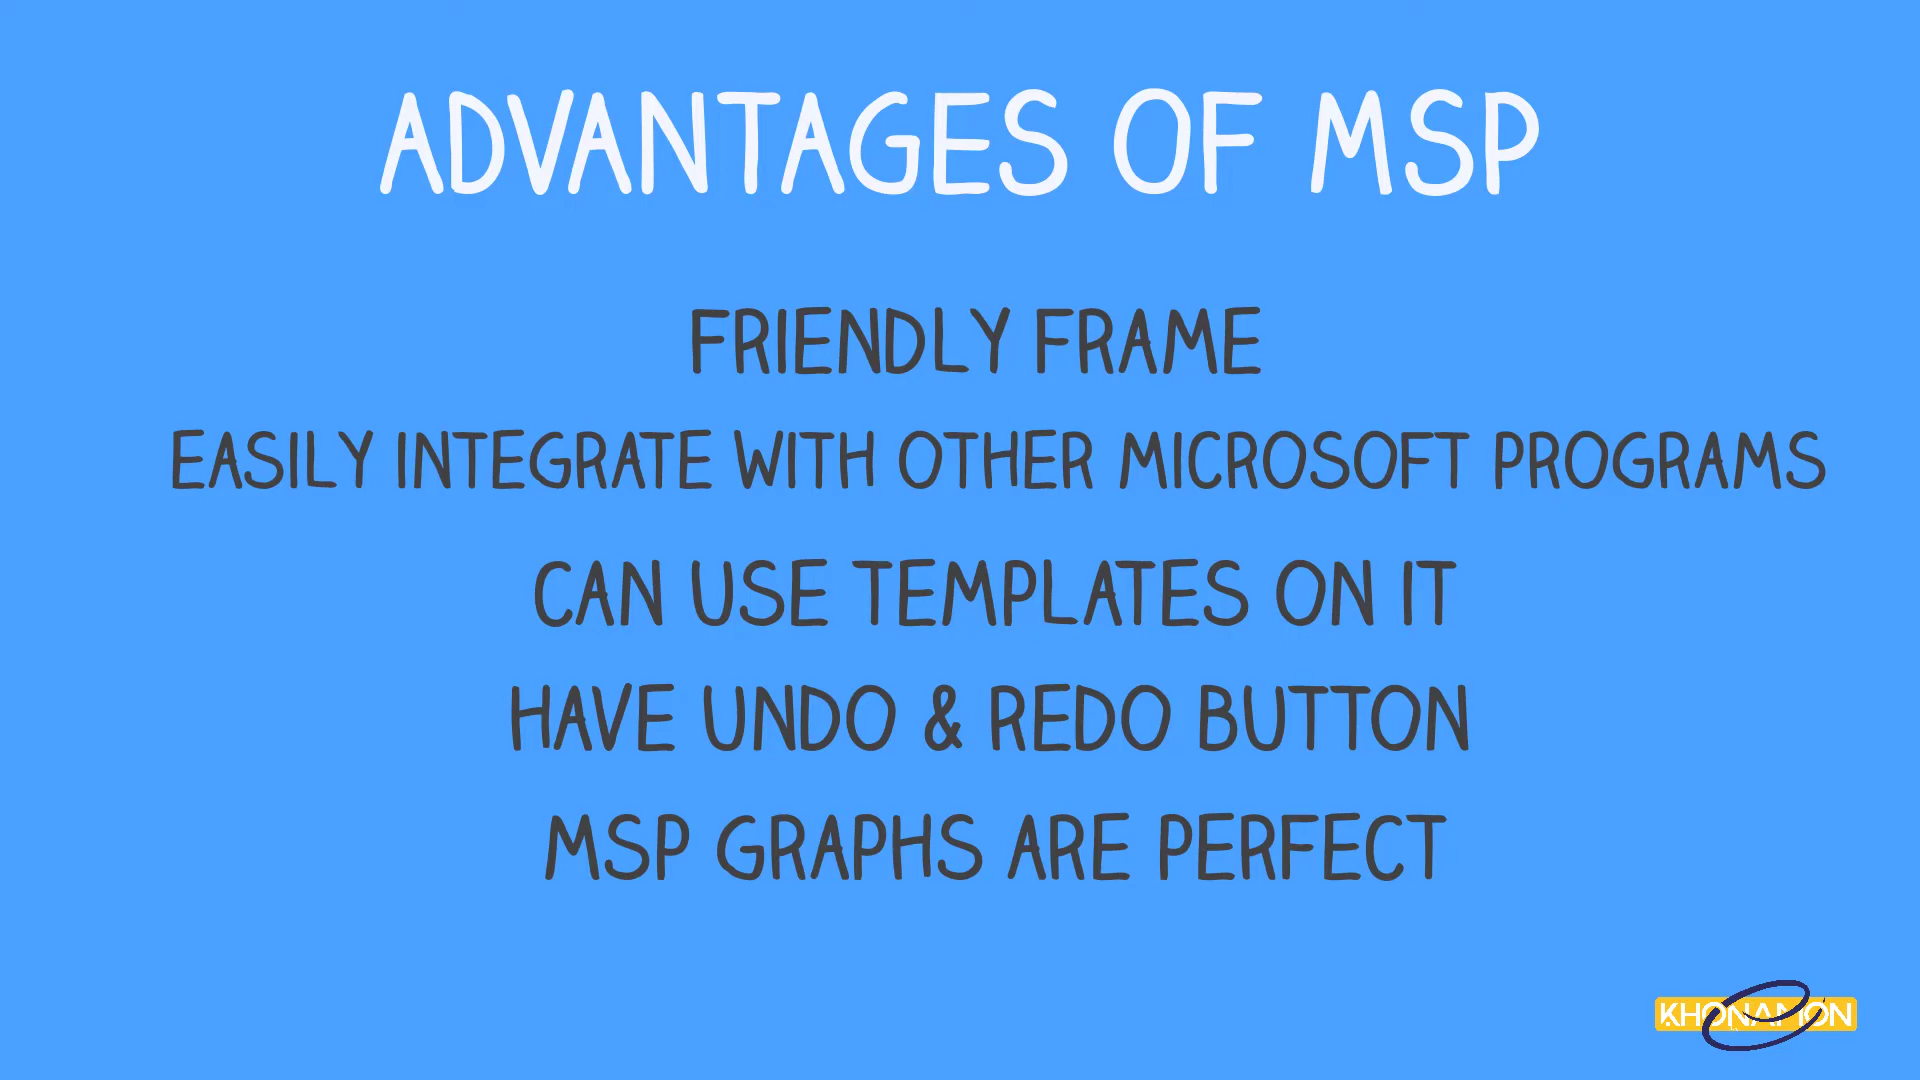 ADVANTAGES OF MSP
FRIENDLY FRAME
EASILY INTEGRATE WITH OTHER MICROSOFT PROGRAMS
CAN USE TEMPLATES ON IT
HAVE UNDO & REDO BUTTON
MSP GRAPHS ARE PERFECT
KHONAMON